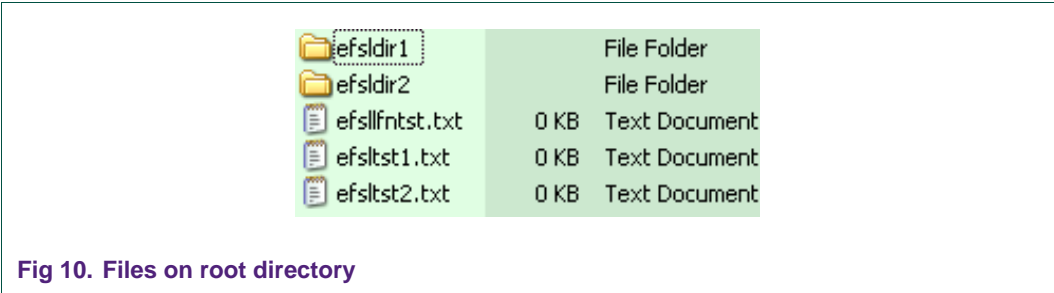 efsldir1 File Folder
efsldir2 File Folder
efsllfntst.txt 0 KB Text Document
efsltst1.txt 0 KB Text Document
efsltst2.txt 0 KB Text Document
Fig 10. Files on root directory